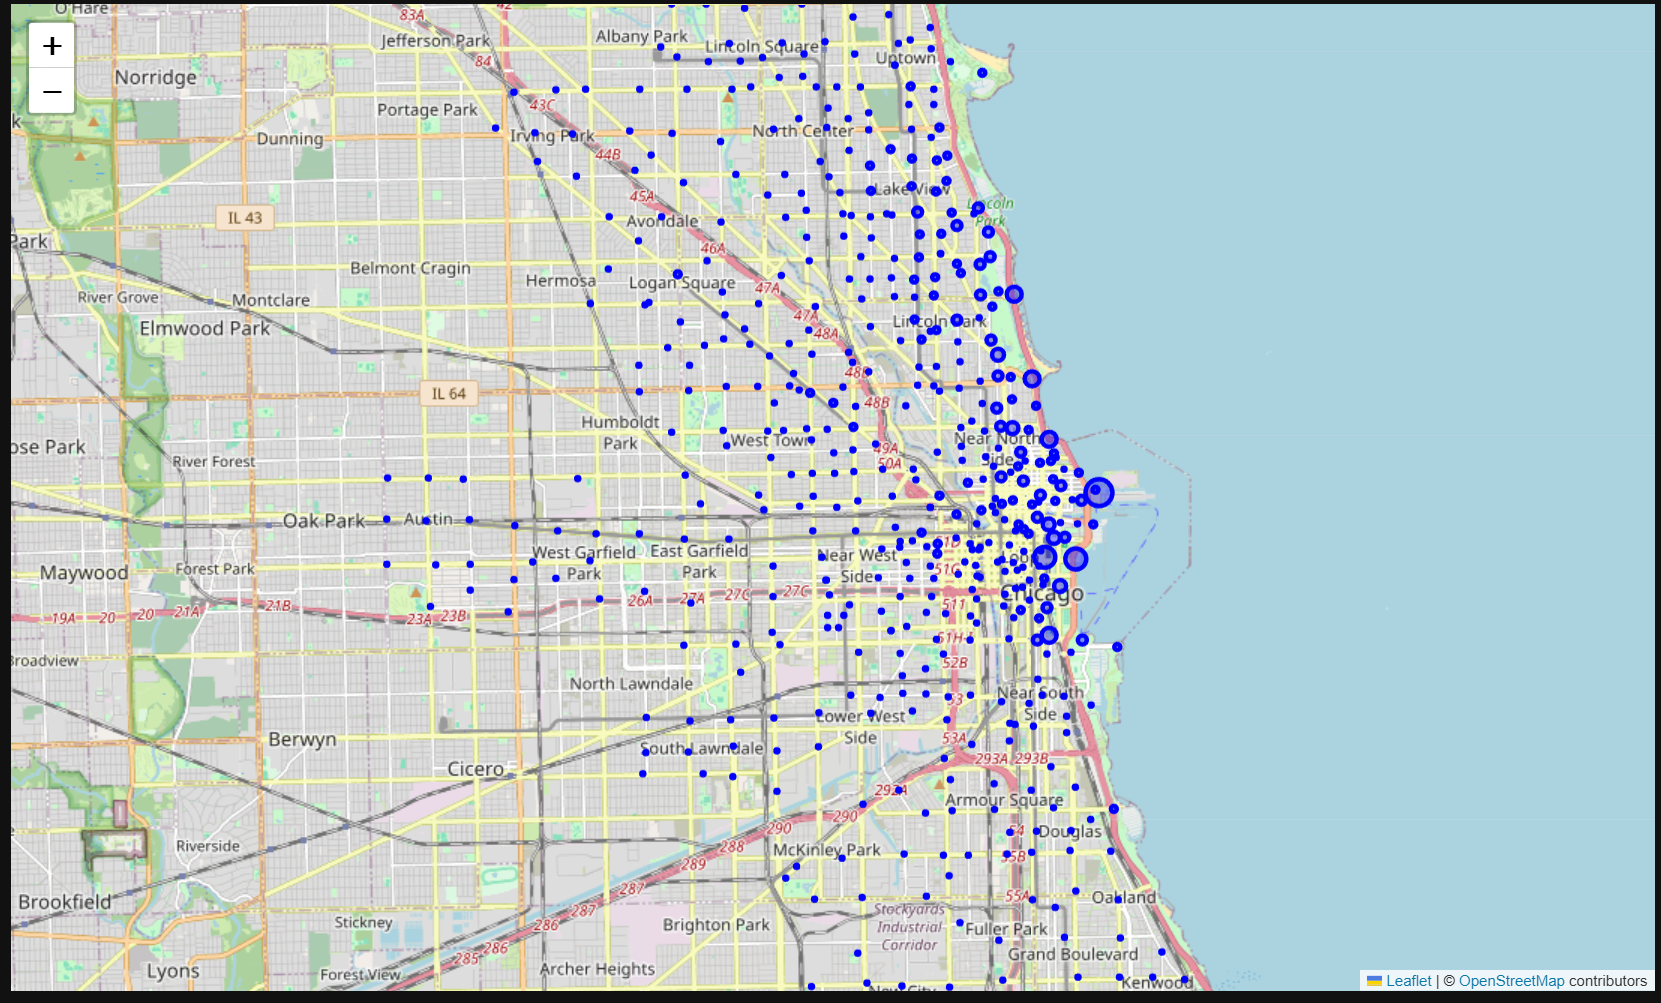 O'Hare
83A
42
Jefferson Park
Albany Park
Lincoln Square
+
84
Uptown
Norridge
−
43C
Portage Park
k
North Center
Dunning
Irving Park
44B
Lake View
45A
Lincoln
Park
IL 43
Avondale
Park
46A
Belmont Cragin
Hermosa
Logan Square
47A
River Grove
Montclare
47A
Elmwood Park
48A
Lincoln Park
IL 64
48B
Humboldt
Park
West Town
Near North
Side
ose Park
49A
River Forest
50A
Oak Park
Austin
West Garfield
Park
East Garfield
Park
Near West
Side
Maywood
Forest Park
51C
Chicago
19A
20
20
21A
21B
23A
23B
26A
27A
27C
27C
511
51H-I
Broadview
52B
North Lawndale
53
Near South
Side
Lower West
Side
Berwyn
South Lawndale
53A
293A
293B
Cicero
292A
Armour Square
290
290
54
Douglas
Riverside
288
McKinley Park
55B
289
287
55A
Oakland
Brookfield
287
Stockyards
Industrial
Corridor
Stickney
286
Brighton Park
Fuller Park
286
285
Grand Boulevard
Lyons
Forest View
Archer Heights
New City
Kenwood
Leaflet | © OpenStreetMap contributors